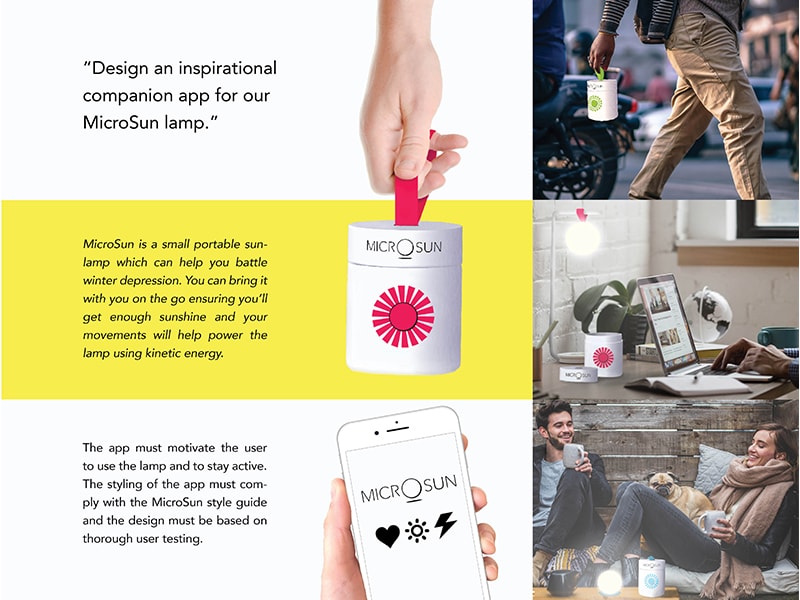 “Design an inspirational
companion app for our
MicroSun lamp.”
MICROSUN
MicroSun is a small portable sun-
lamp which can help you battle
winter depression. You can bring it
with you on the go ensuring you’ll
get enough sunshine and your
movements will help power the
lamp using kinetic energy.
MICROSUN
The app must motivate the user
to use the lamp and to stay active.
The styling of the app must com-
ply with the MicroSun style guide
and the design must be based on
thorough user testing.
MICROSUN